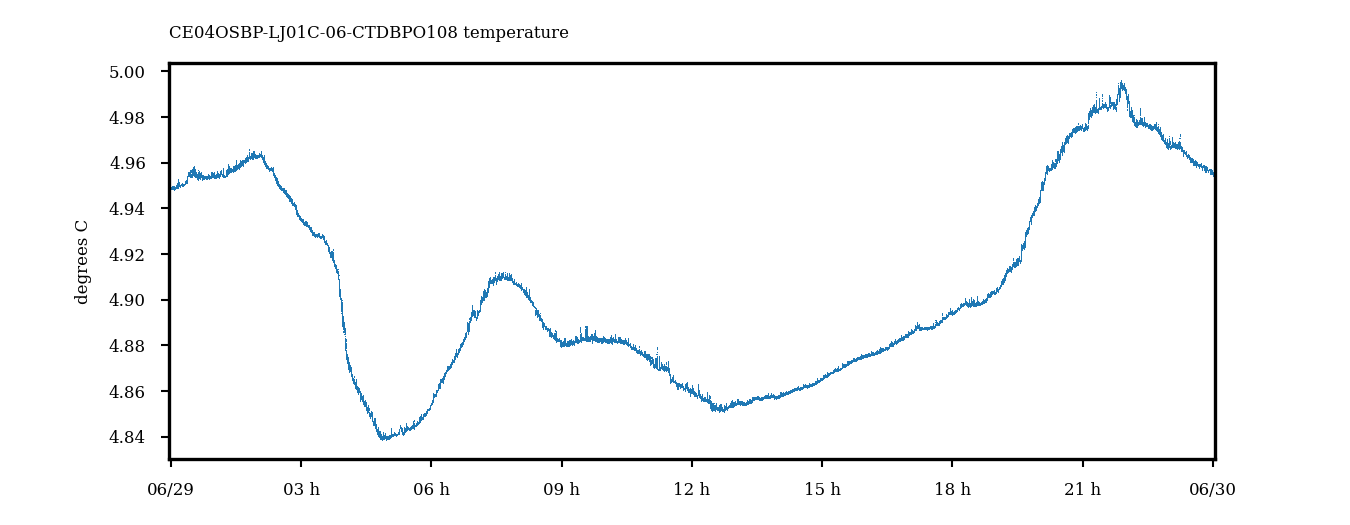 CE04OSBP-LJ01C-06-CTDBPO108 temperature
5.00
4.98
4.96
4.94
4.92
4.90
4.88
4.86
4.84
degrees C
06/29
03 h
06 h
09 h
12 h
15 h
18 h
21 h
06/30